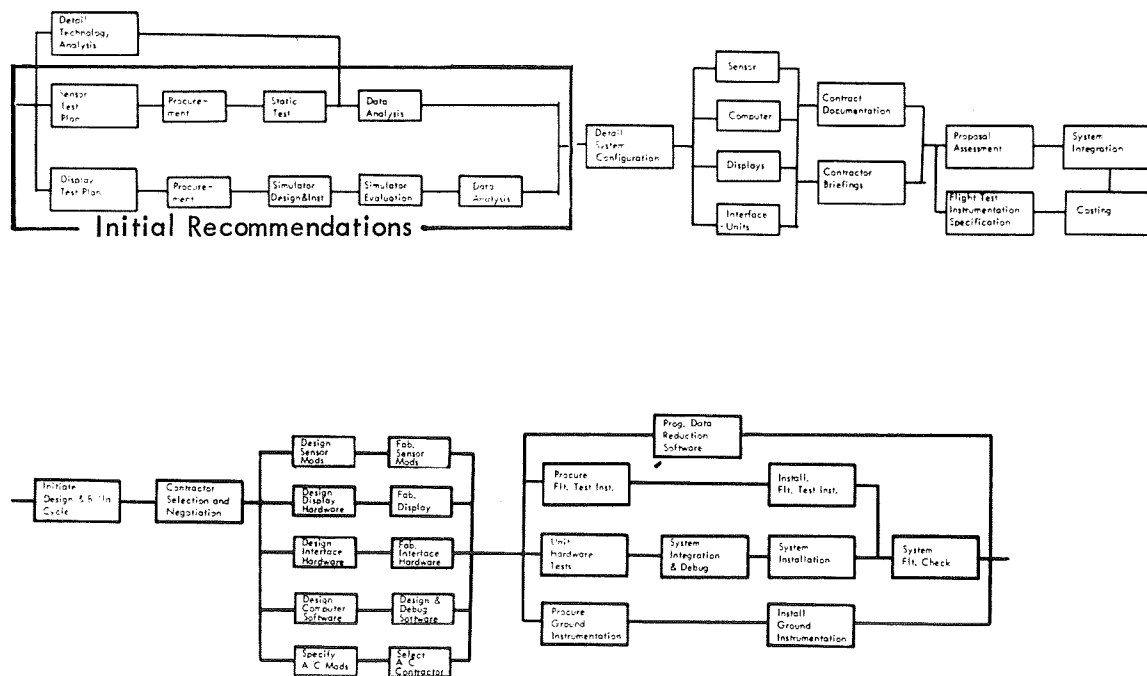 Detail
Technology
Analysis
Sensor
Test
Plan
Procure-
ment
Static
Test
Data
Analysis
Display
Test Plan
Procure-
ment
Simulator
Design&Inst
Simulator
Evaluation
Data
Analysis
Initial Recommendations
Detail
System
Configuration
Sensor
Computer
Displays
Interface
Units
Contract
Documentation
Contractor
Briefings
Proposal
Assessment
System
Integration
Flight Test
Instrumentation
Specification
Costing
Initiate
Design &
Cycle
Contractor
Selection and
Negotiation
Design
Sensor
Mods
Fab.
Sensor
Mods
Design
Display
Hardware
Fab.
Display
Design
Interface
Hardware
Fab.
Interface
Hardware
Design
Computer
Software
Design &
Debug
Software
Specify
A/C Mods
Select
A/C
Contractor
Prog. Data
Reduction
Software
Procure
Flt. Test Inst.
Install.
Flt. Test Inst.
Unit
Hardware
Tests
System
Integration
& Debug
System
Installation
System
Flt. Check
Procure
Ground
Instrumentation
Install
Ground
Instrumentation